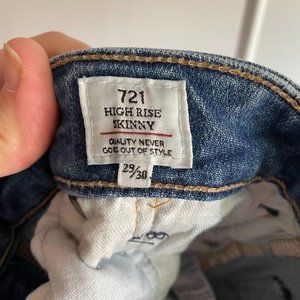 721
HIGH RISE
SKINNY
QUALITY NEVER
GOES OUT OF STYLE
29/30